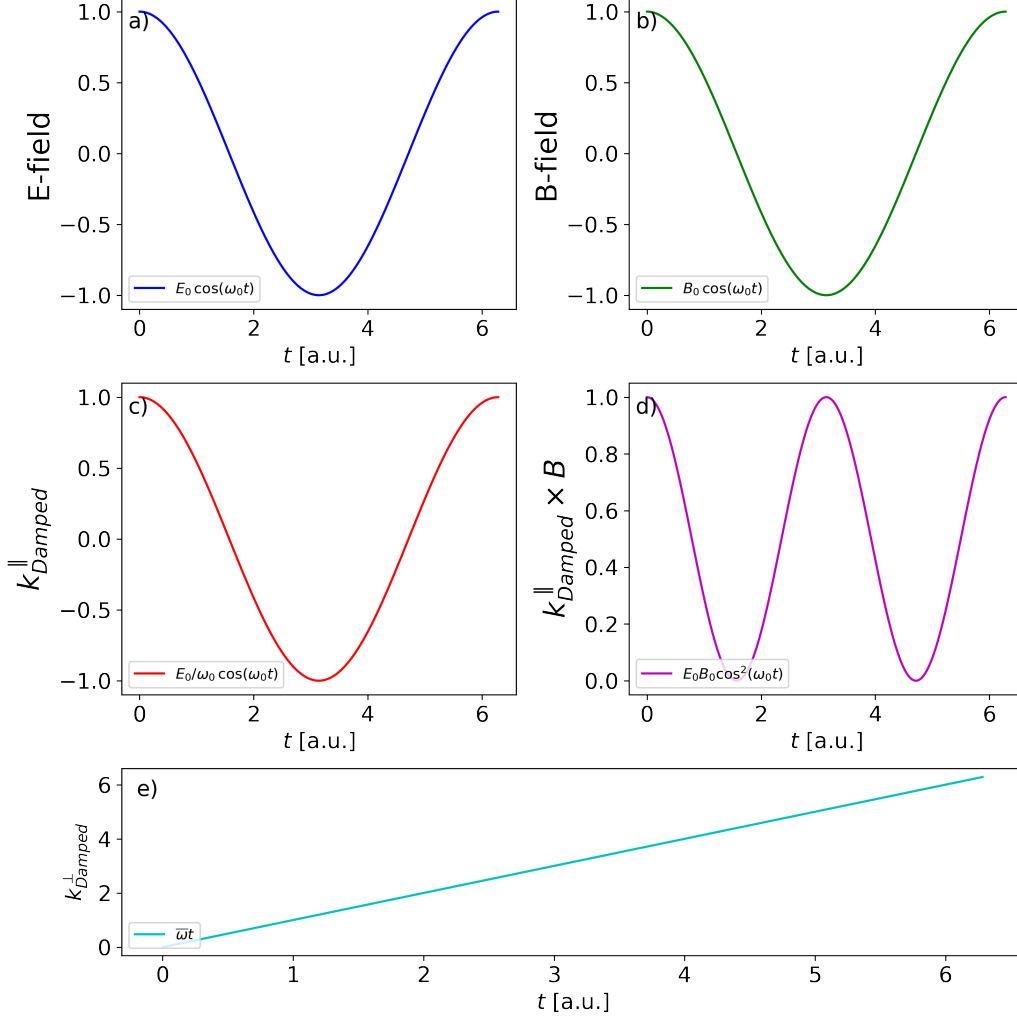 a)
1.0
0.5
0.0
−0.5
−1.0
E-field
E₀ cos(ω₀t)
0 2 4 6
t [a.u.]
b)
1.0
0.5
0.0
−0.5
−1.0
B-field
B₀ cos(ω₀t)
0 2 4 6
t [a.u.]
c)
1.0
0.5
0.0
−0.5
−1.0
k^∥_Damped
E₀/ω₀ cos(ω₀t)
0 2 4 6
t [a.u.]
d)
1.0
0.8
0.6
0.4
0.2
0.0
k^∥_Damped × B
E₀B₀cos²(ω₀t)
0 2 4 6
t [a.u.]
e)
6
4
2
0
k^⊥_Damped
ω̅t
0 1 2 3 4 5 6
t [a.u.]